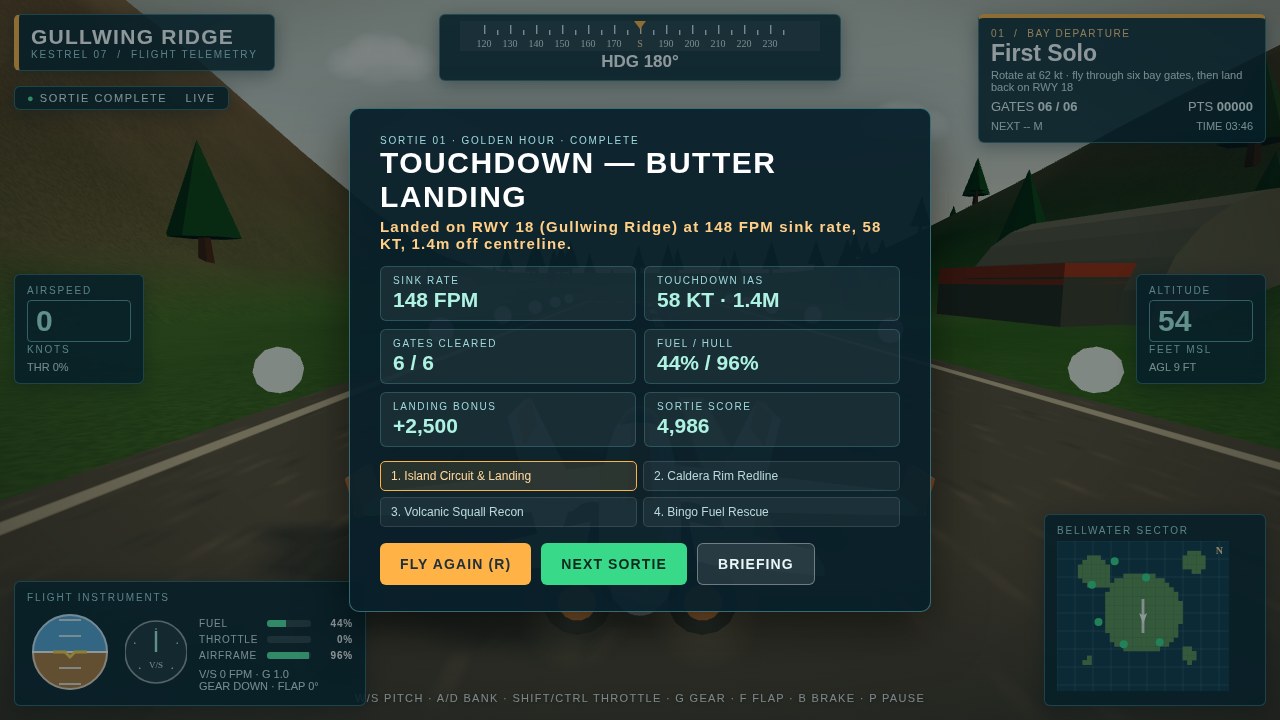 GULLWING RIDGE
KESTREL 07 / FLIGHT TELEMETRY
● SORTIE COMPLETE LIVE
120 130 140 150 160 170 S 190 200 210 220 230
HDG 180°
01 / BAY DEPARTURE
First Solo
Rotate at 62 kt · fly through six bay gates, then land
back on RWY 18
GATES 06 / 06 PTS 00000
NEXT -- M TIME 03:46
SORTIE 01 · GOLDEN HOUR · COMPLETE
TOUCHDOWN — BUTTER
LANDING
Landed on RWY 18 (Gullwing Ridge) at 148 FPM sink rate, 58
KT, 1.4m off centreline.
SINK RATE
148 FPM
TOUCHDOWN IAS
58 KT · 1.4M
GATES CLEARED
6 / 6
FUEL / HULL
44% / 96%
LANDING BONUS
+2,500
SORTIE SCORE
4,986
1. Island Circuit & Landing
2. Caldera Rim Redline
3. Volcanic Squall Recon
4. Bingo Fuel Rescue
FLY AGAIN (R)
NEXT SORTIE
BRIEFING
AIRSPEED
0
KNOTS
THR 0%
ALTITUDE
54
FEET MSL
AGL 9 FT
FLIGHT INSTRUMENTS
V/S
FUEL 44%
THROTTLE 0%
AIRFRAME 96%
V/S 0 FPM · G 1.0
GEAR DOWN · FLAP 0°
/S PITCH · A/D BANK · SHIFT/CTRL THROTTLE · G GEAR · F FLAP · B BRAKE · P PAUSE
BELLWATER SECTOR
N